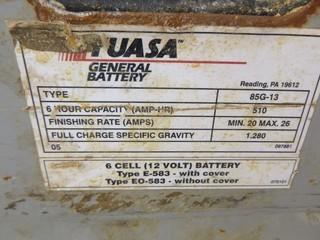 YUASA™
GENERAL
BATTERY
Reading, PA 19612
TYPE 85G-13
6 HOUR CAPACITY (AMP-HR) 510
FINISHING RATE (AMPS) MIN. 20 MAX. 26
FULL CHARGE SPECIFIC GRAVITY 1.280
05
6 CELL (12 VOLT) BATTERY
Type E-583 - with cover
Type EO-583 - without cover